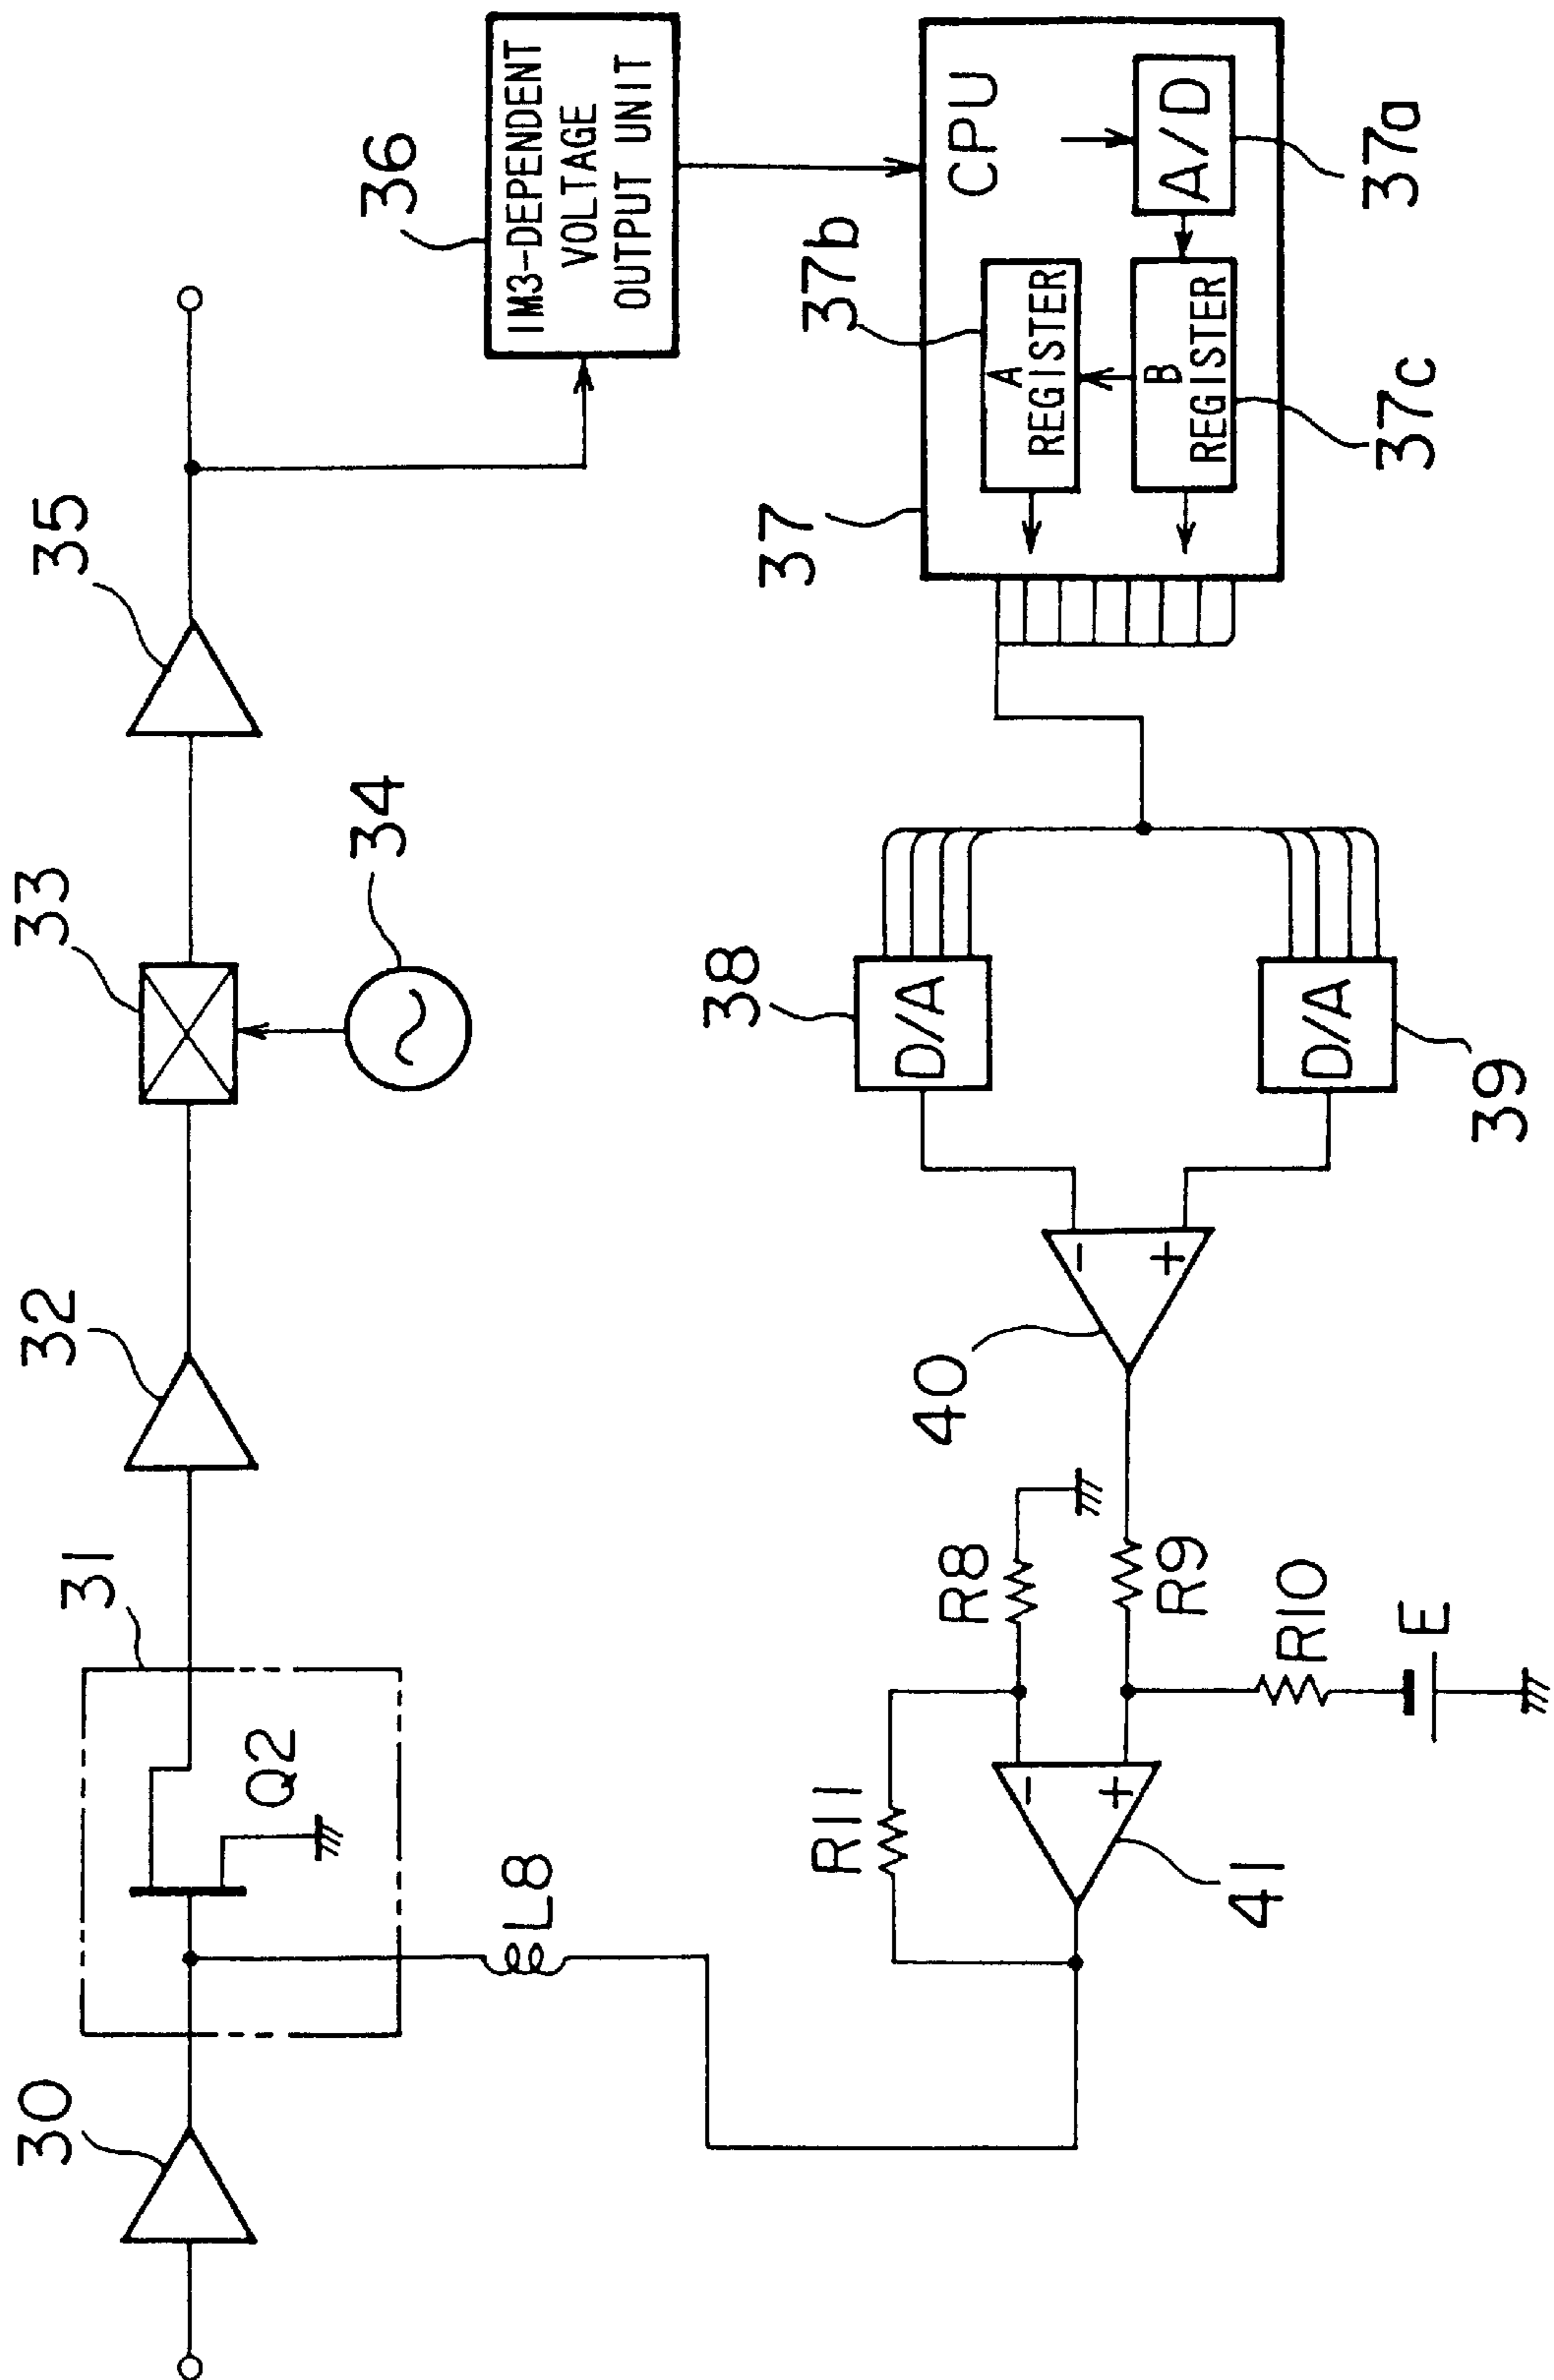 30
31
Q2
32
33
34
35
36
IM3-DEPENDENT
VOLTAGE
OUTPUT UNIT
L8
R11
41
R8
R9
R10
E
40
38
D/A
D/A
39
37
CPU
37b
A
REGISTER
B
REGISTER
37c
A/D
37a
-
+
-
+